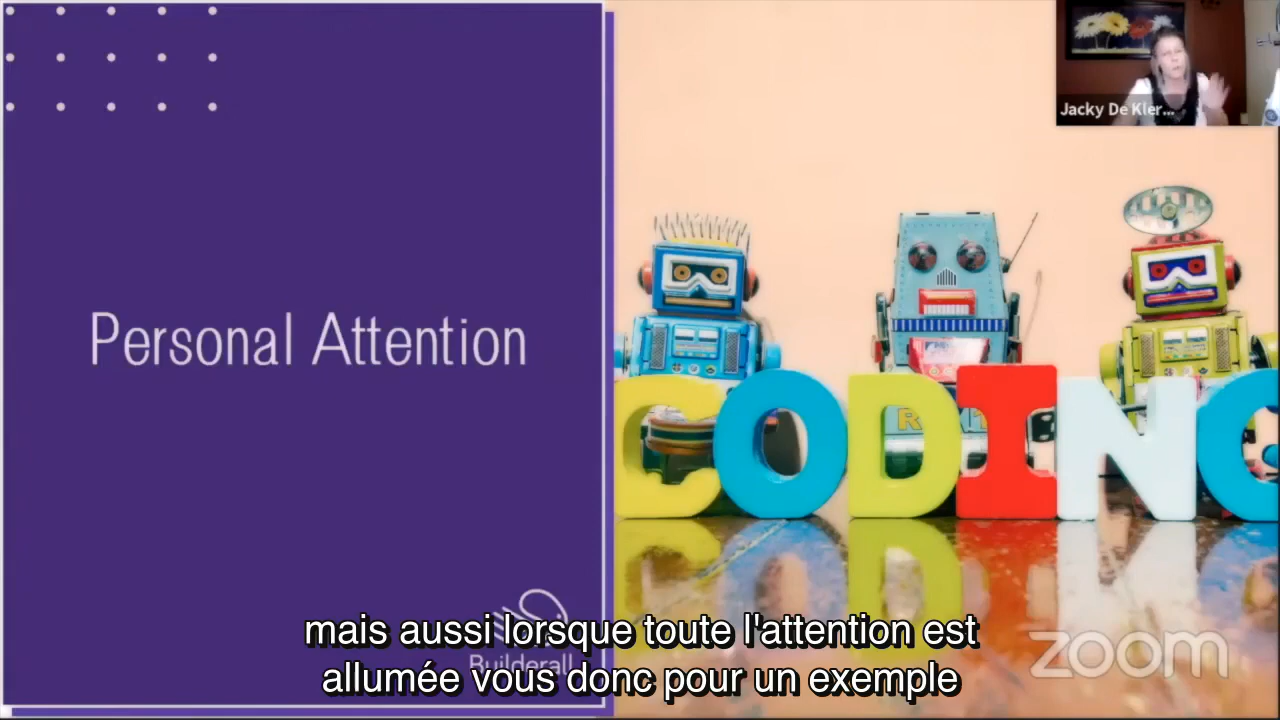 Jacky De Kler...
Personal Attention
CODING
Builderall
mais aussi lorsque toute l'attention est
allumée vous donc pour un exemple
zoom